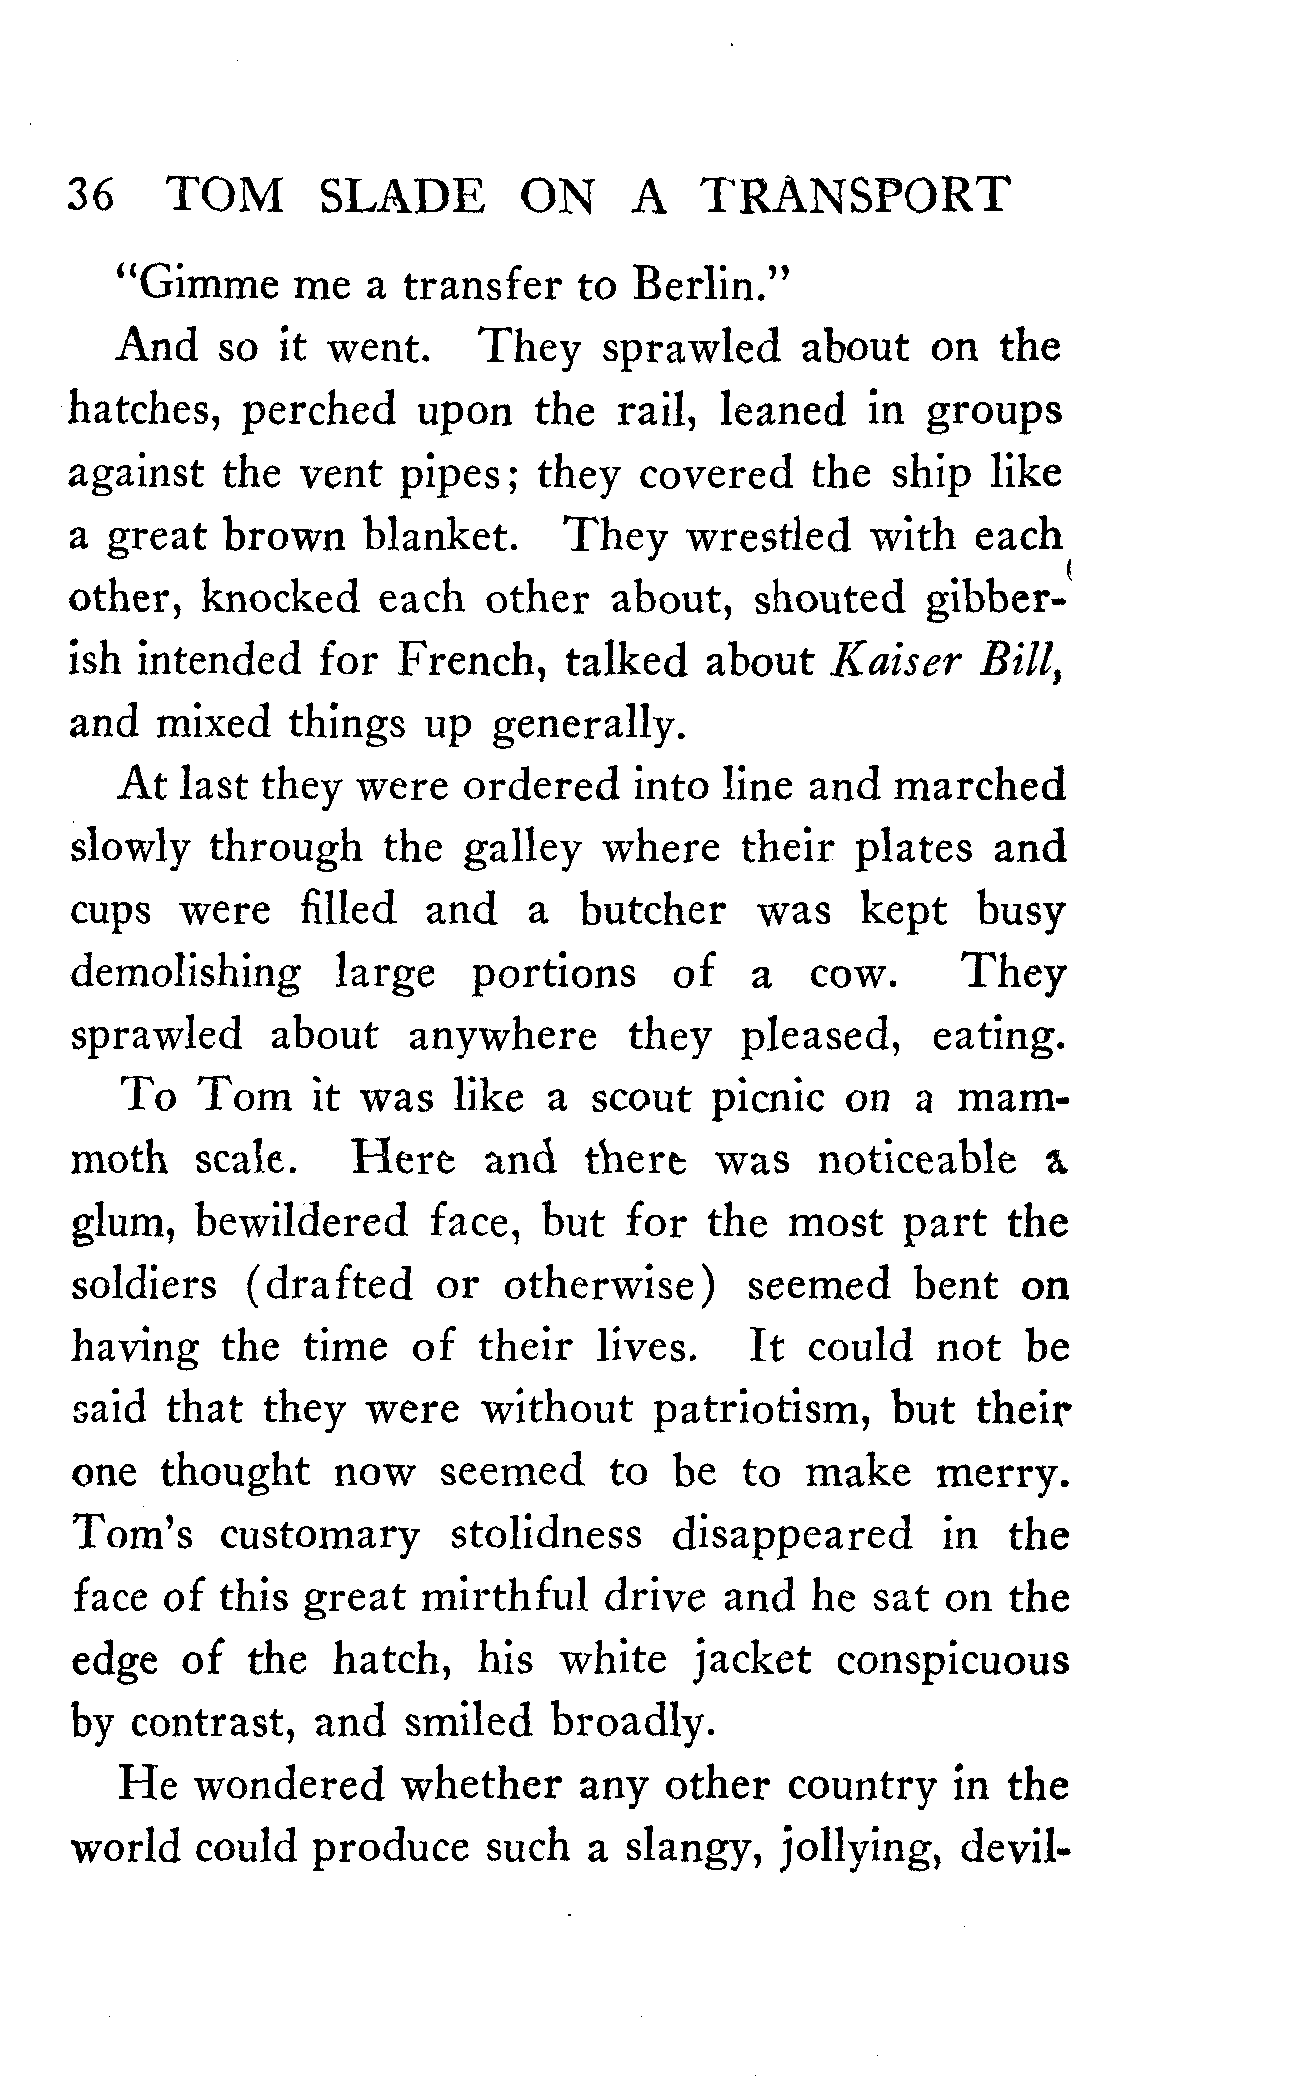 36 TOM SLADE ON A TRANSPORT
"Gimme me a transfer to Berlin."
And so it went. They sprawled about on the
hatches, perched upon the rail, leaned in groups
against the vent pipes; they covered the ship like
a great brown blanket. They wrestled with each
other, knocked each other about, shouted gibber-
ish intended for French, talked about Kaiser Bill,
and mixed things up generally.
At last they were ordered into line and marched
slowly through the galley where their plates and
cups were filled and a butcher was kept busy
demolishing large portions of a cow. They
sprawled about anywhere they pleased, eating.
To Tom it was like a scout picnic on a mam-
moth scale. Here and there was noticeable a
glum, bewildered face, but for the most part the
soldiers (drafted or otherwise) seemed bent on
having the time of their lives. It could not be
said that they were without patriotism, but their
one thought now seemed to be to make merry.
Tom's customary stolidness disappeared in the
face of this great mirthful drive and he sat on the
edge of the hatch, his white jacket conspicuous
by contrast, and smiled broadly.
He wondered whether any other country in the
world could produce such a slangy, jollying, devil-